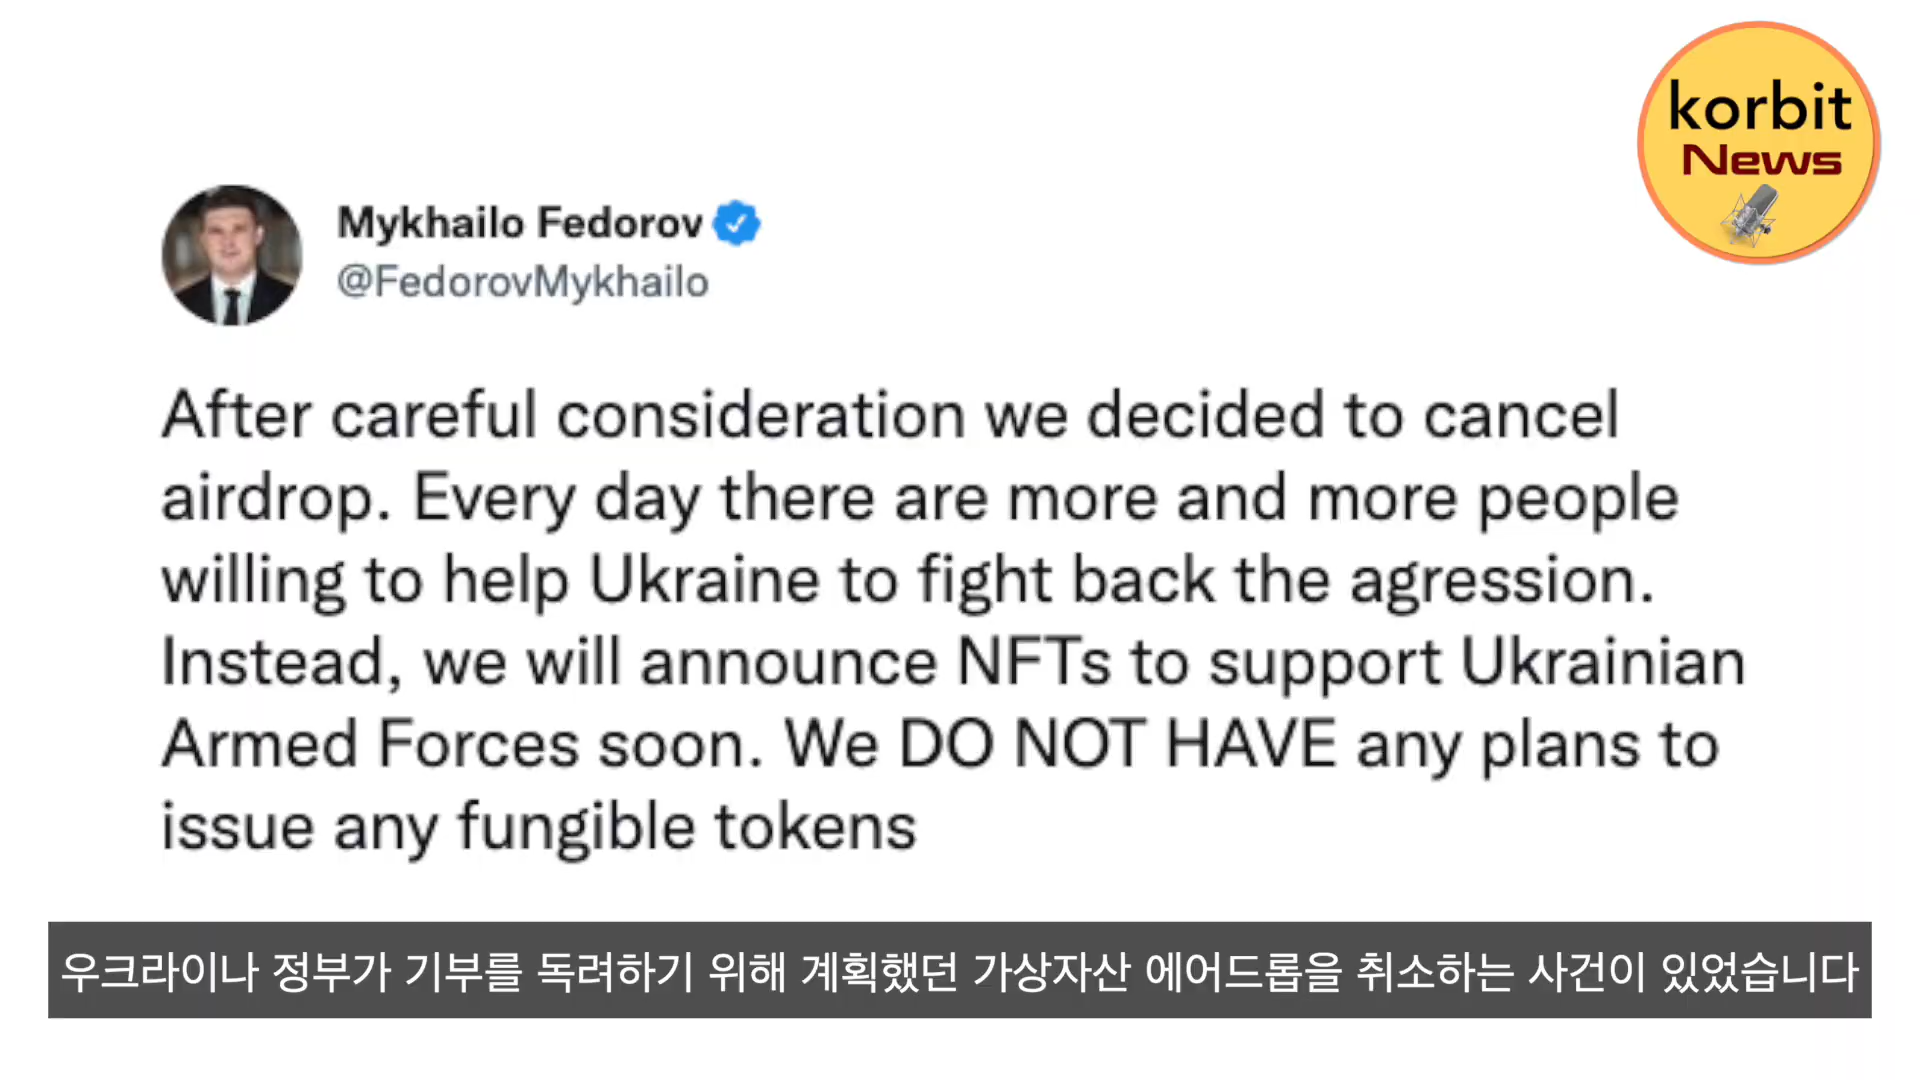 korbit
News
Mykhailo Fedorov
@FedorovMykhailo
After careful consideration we decided to cancel
airdrop. Every day there are more and more people
willing to help Ukraine to fight back the agression.
Instead, we will announce NFTs to support Ukrainian
Armed Forces soon. We DO NOT HAVE any plans to
issue any fungible tokens
우크라이나 정부가 기부를 독려하기 위해 계획했던 가상자산 에어드롭을 취소하는 사건이 있었습니다